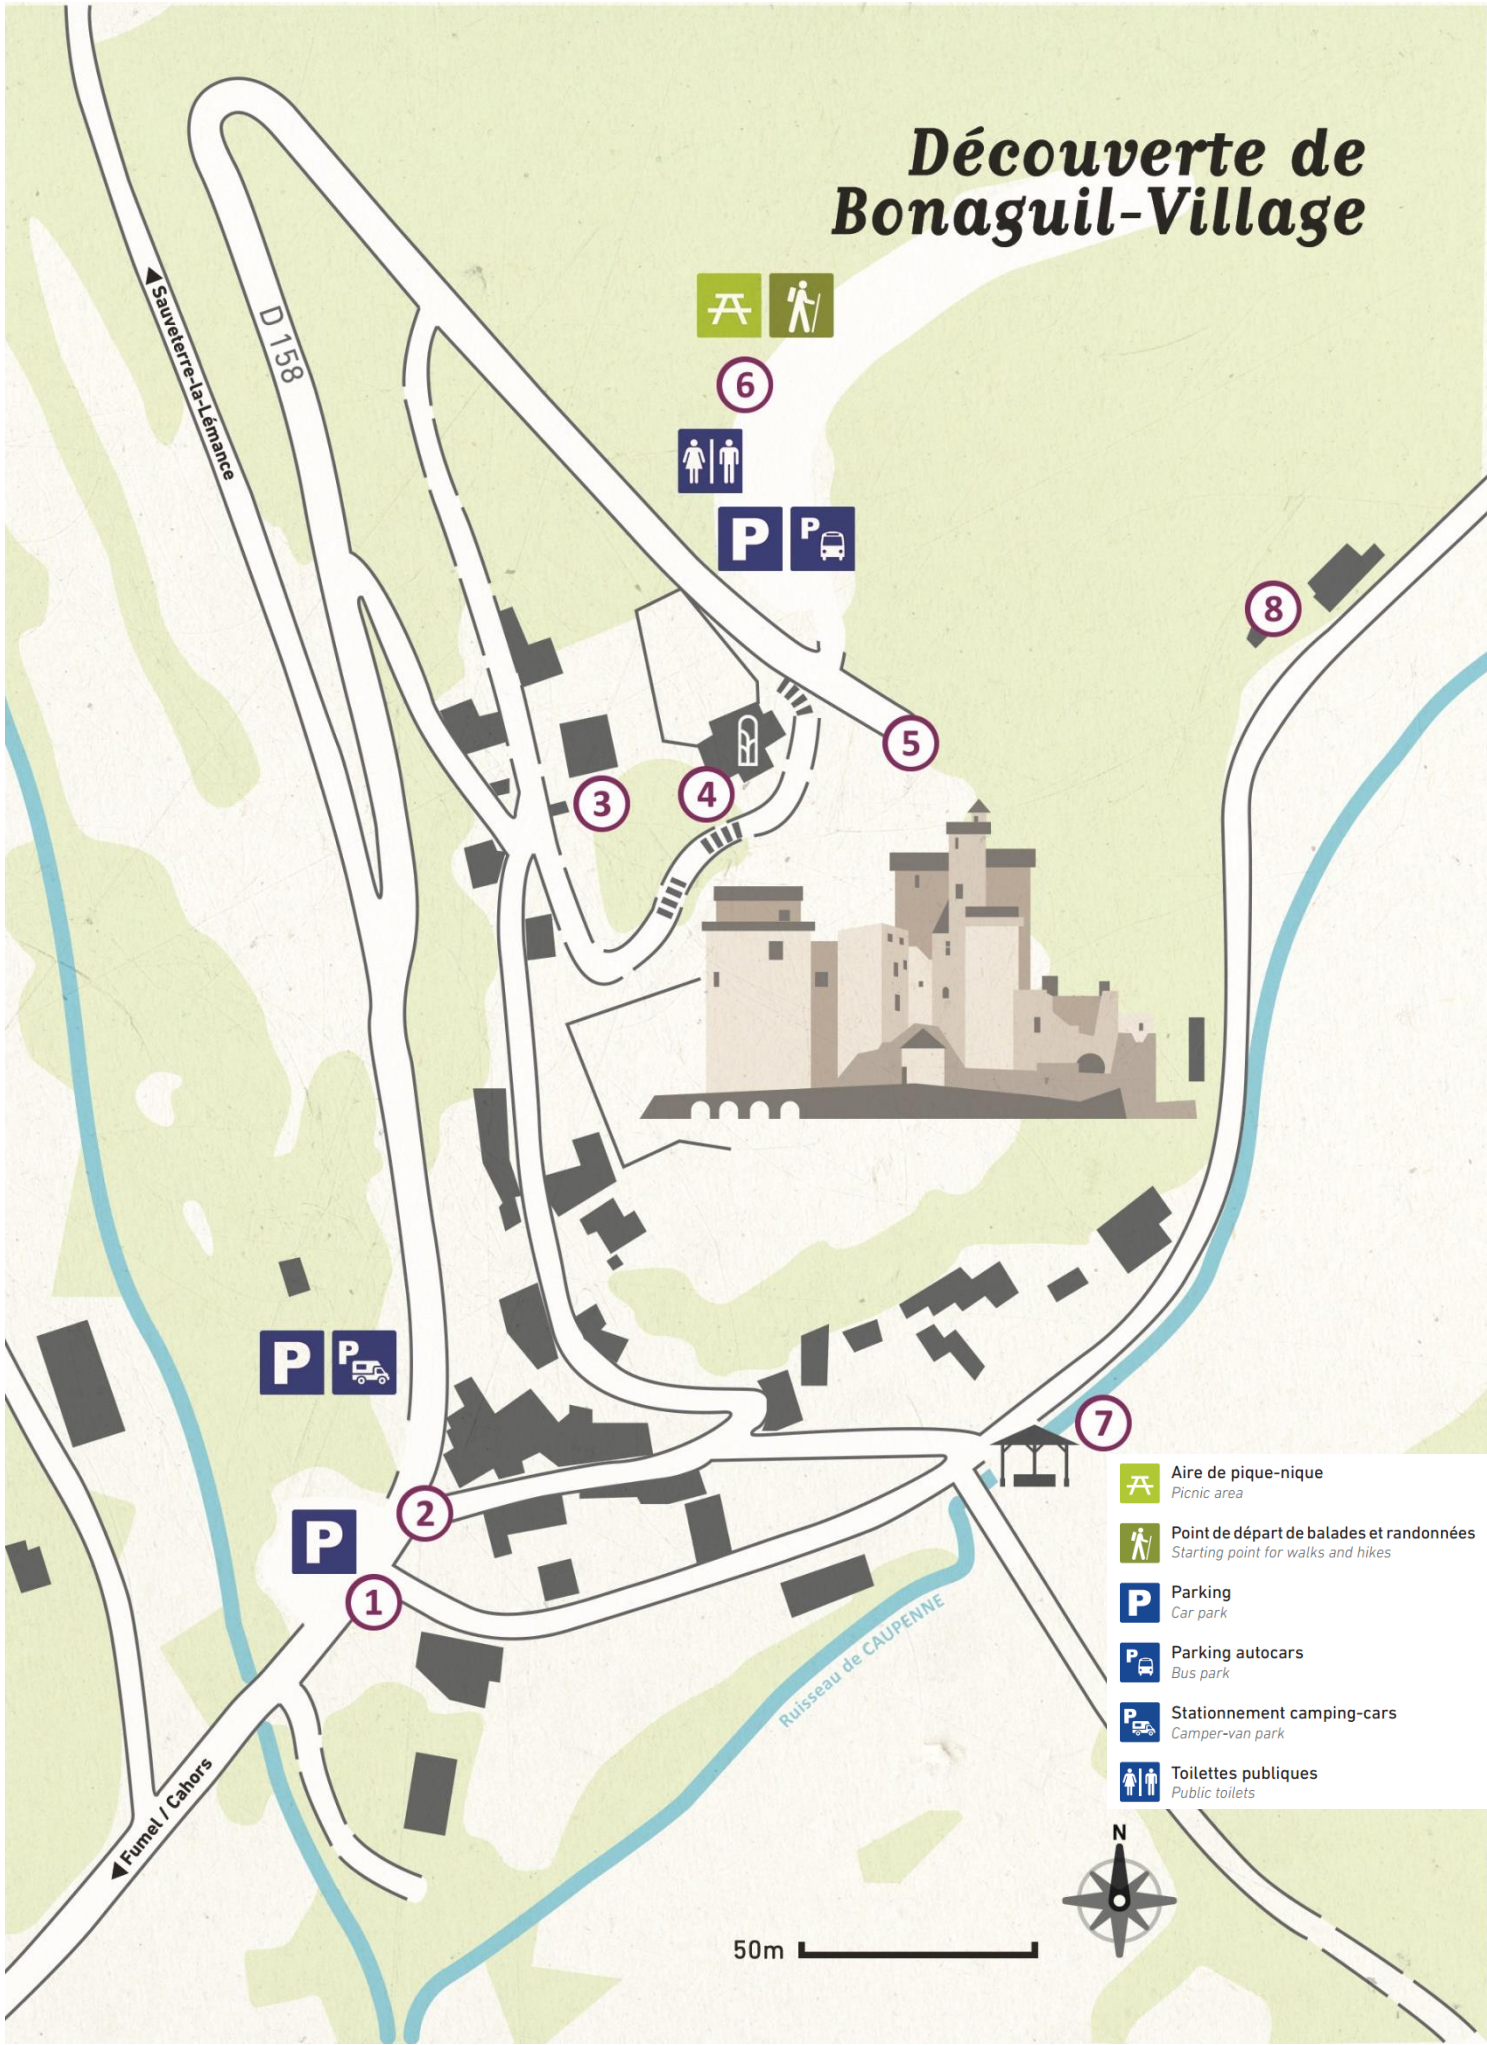 Découverte de
Bonaguil-Village
Sauveterre-la-Lémance
D 158
6
P
P
8
5
3
4
P
P
7
2
P
1
Ruisseau de CAUPENNE
Fumel / Cahors
Aire de pique-nique
Picnic area
Point de départ de balades et randonnées
Starting point for walks and hikes
P
Parking
Car park
P
Parking autocars
Bus park
P
Stationnement camping-cars
Camper-van park
Toilettes publiques
Public toilets
N
50m